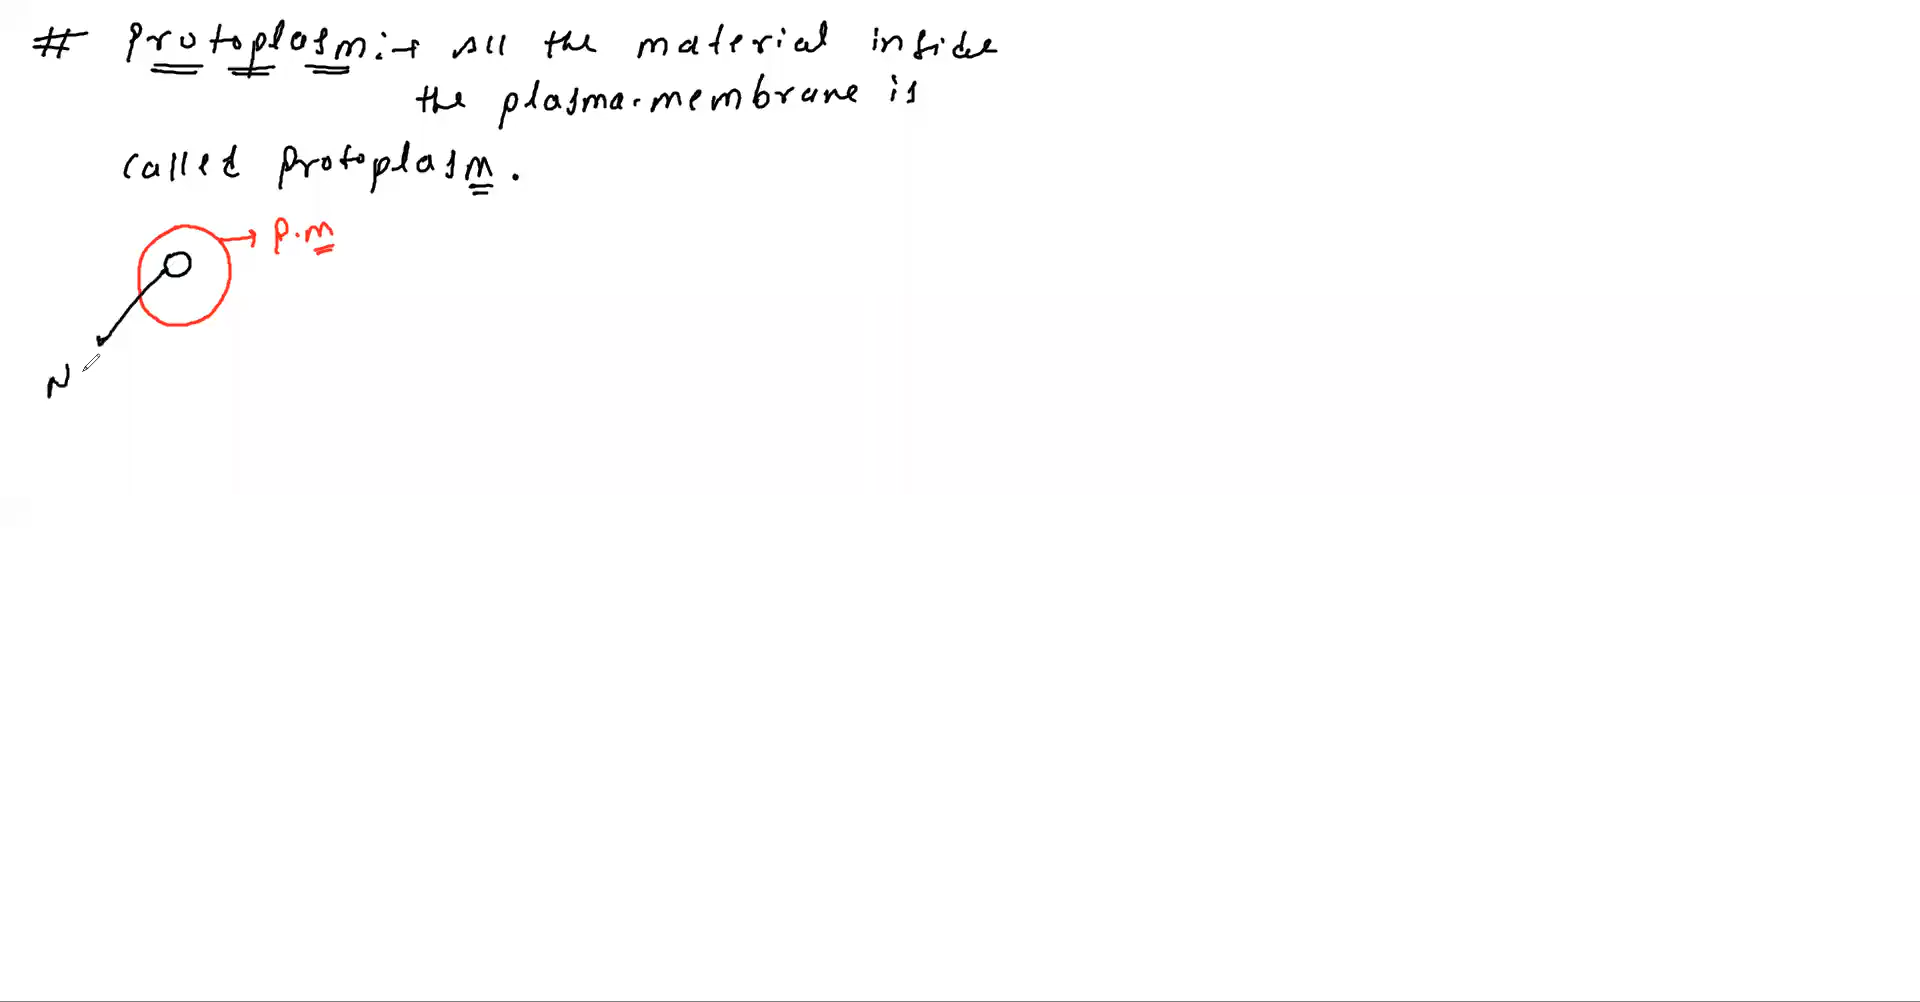 # Protoplasm:→ All the material inside
the plasma.membrane is
called protoplasm.
→ P.m
N